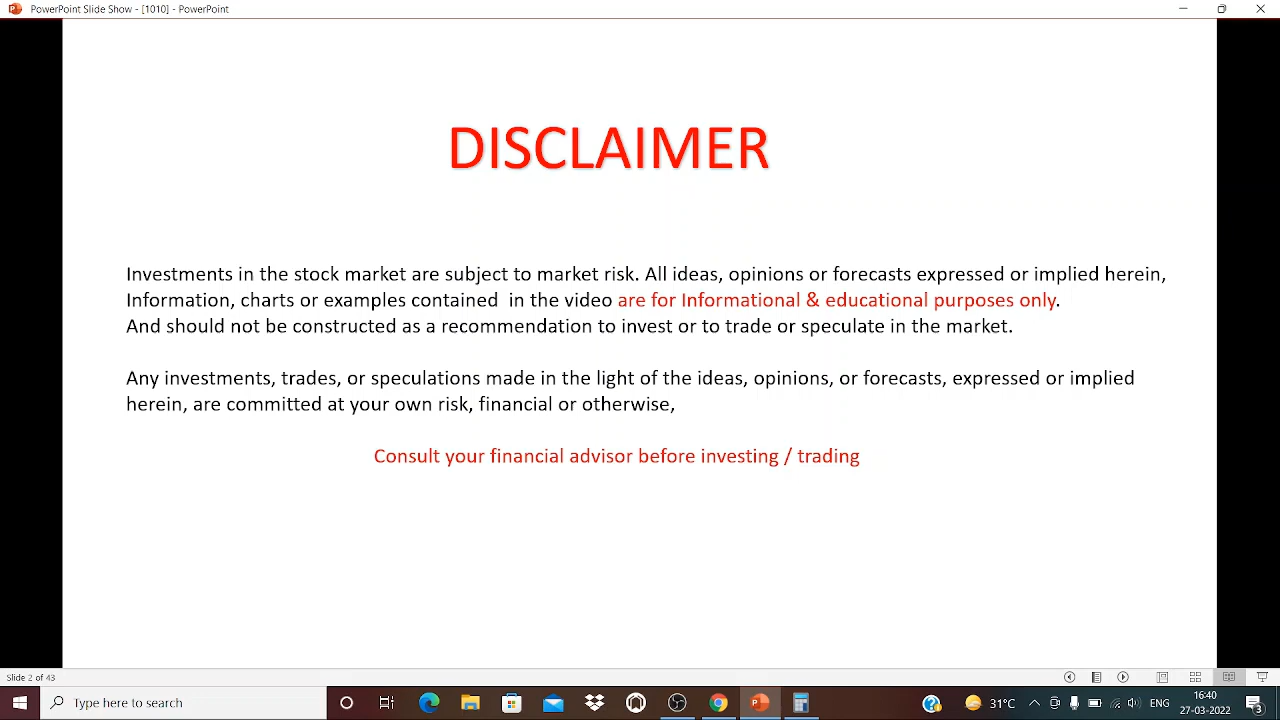 PowerPoint Slide Show - [1010] - PowerPoint
DISCLAIMER
Investments in the stock market are subject to market risk. All ideas, opinions or forecasts expressed or implied herein,
Information, charts or examples contained  in the video are for Informational & educational purposes only.
And should not be constructed as a recommendation to invest or to trade or speculate in the market.
Any investments, trades, or speculations made in the light of the ideas, opinions, or forecasts, expressed or implied
herein, are committed at your own risk, financial or otherwise,
Consult your financial advisor before investing / trading
Slide 2 of 43
Type here to search
31°C
ENG
16:40
27-03-2022
3